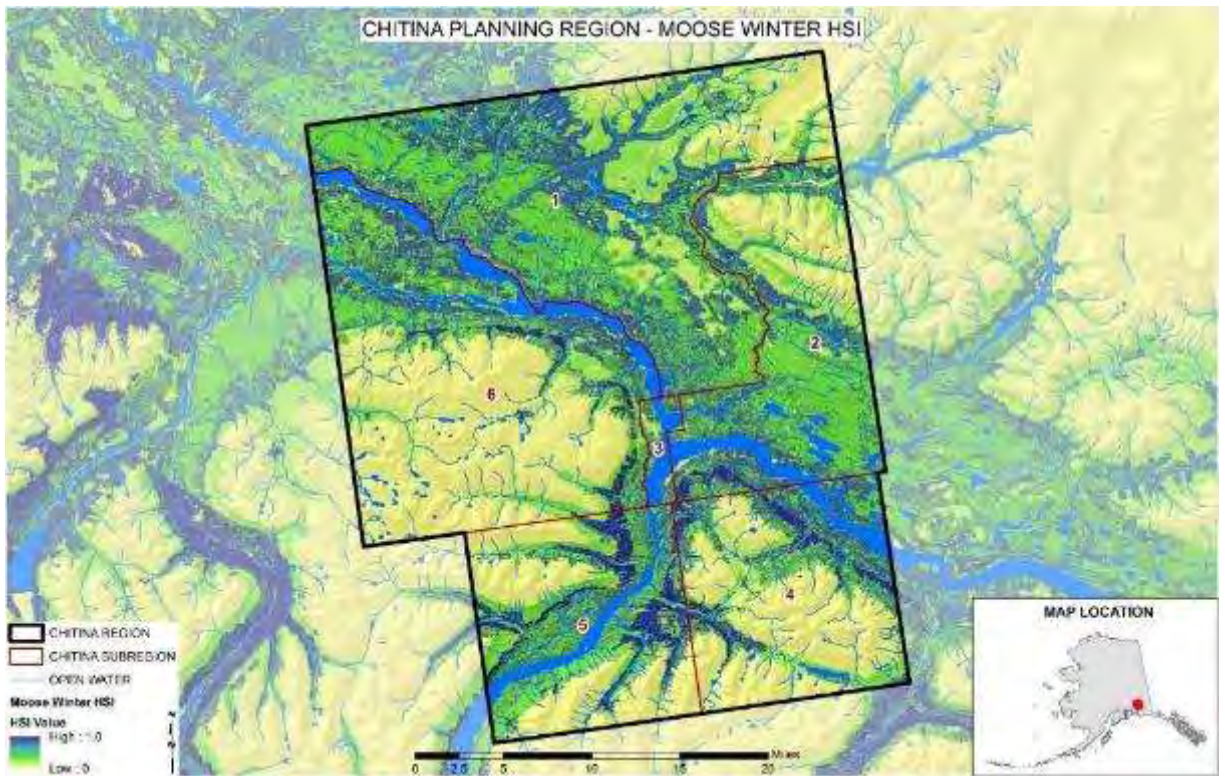 CHITINA PLANNING REGION - MOOSE WINTER HSI
1
2
6
3
4
5
CHITINA REGION
CHITINA SUBREGION
OPEN WATER
Moose Winter HSI
HSI Value
High : 1.0
Low : 0
MAP LOCATION
Miles
0 2.5 5 10 15 20